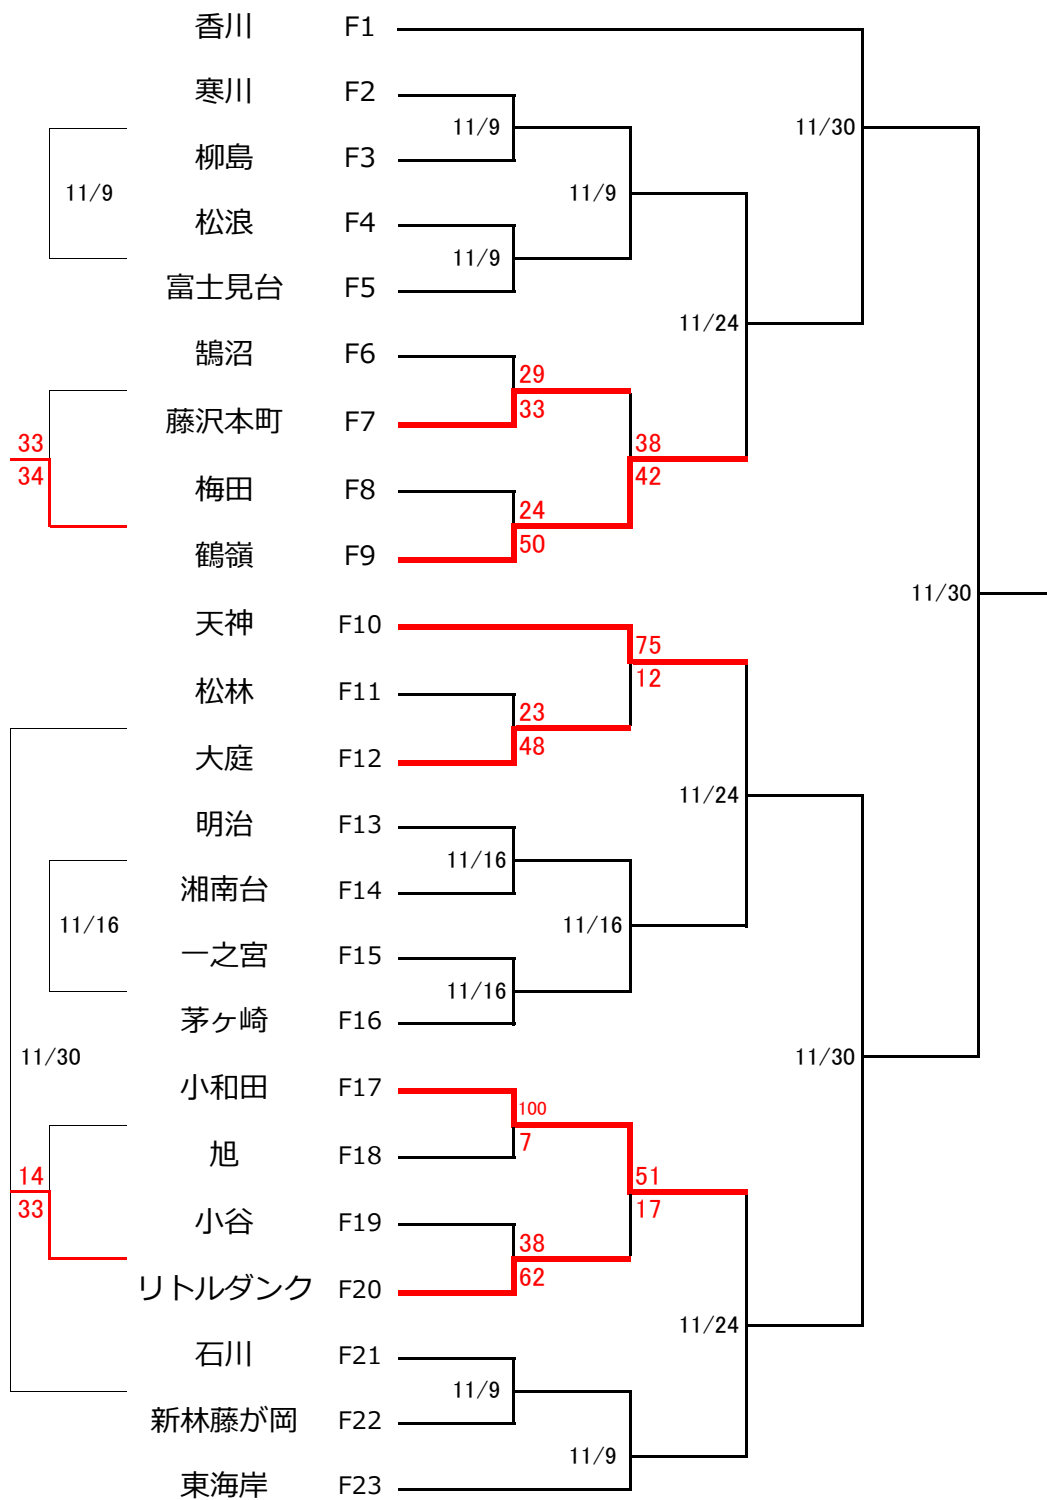 香川 F1
寒川 F2
11/9
11/30
柳島 F3
11/9
11/9
松浪 F4
11/9
富士見台 F5
11/24
鵠沼 F6
29
藤沢本町 F7
33
33
38
34
42
梅田 F8
24
鶴嶺 F9
50
11/30
天神 F10
75
12
松林 F11
23
大庭 F12
48
11/24
明治 F13
11/16
湘南台 F14
11/16
11/16
一之宮 F15
11/16
茅ヶ崎 F16
11/30
11/30
小和田 F17
100
7
旭 F18
14
51
33
17
小谷 F19
38
リトルダンク F20
62
11/24
石川 F21
11/9
新林藤が岡 F22
11/9
東海岸 F23